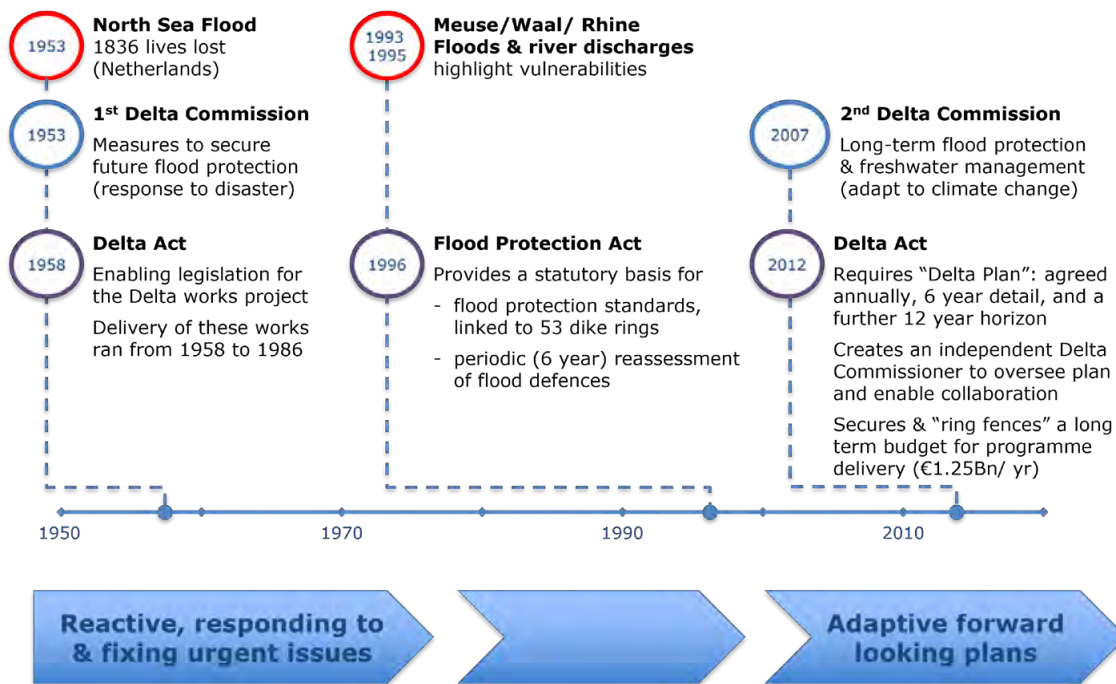 1953
North Sea Flood
1836 lives lost
(Netherlands)
1953
1st Delta Commission
Measures to secure
future flood protection
(response to disaster)
1958
Delta Act
Enabling legislation for
the Delta works project
Delivery of these works
ran from 1958 to 1986
1993
1995
Meuse/Waal/ Rhine
Floods & river discharges
highlight vulnerabilities
1996
Flood Protection Act
Provides a statutory basis for
- flood protection standards,
linked to 53 dike rings
- periodic (6 year) reassessment
of flood defences
2007
2nd Delta Commission
Long-term flood protection
& freshwater management
(adapt to climate change)
2012
Delta Act
Requires “Delta Plan”: agreed
annually, 6 year detail, and a
further 12 year horizon
Creates an independent Delta
Commissioner to oversee plan
and enable collaboration
Secures & “ring fences” a long
term budget for programme
delivery (€1.25Bn/ yr)
1950
1970
1990
2010
Reactive, responding to
& fixing urgent issues
Adaptive forward
looking plans